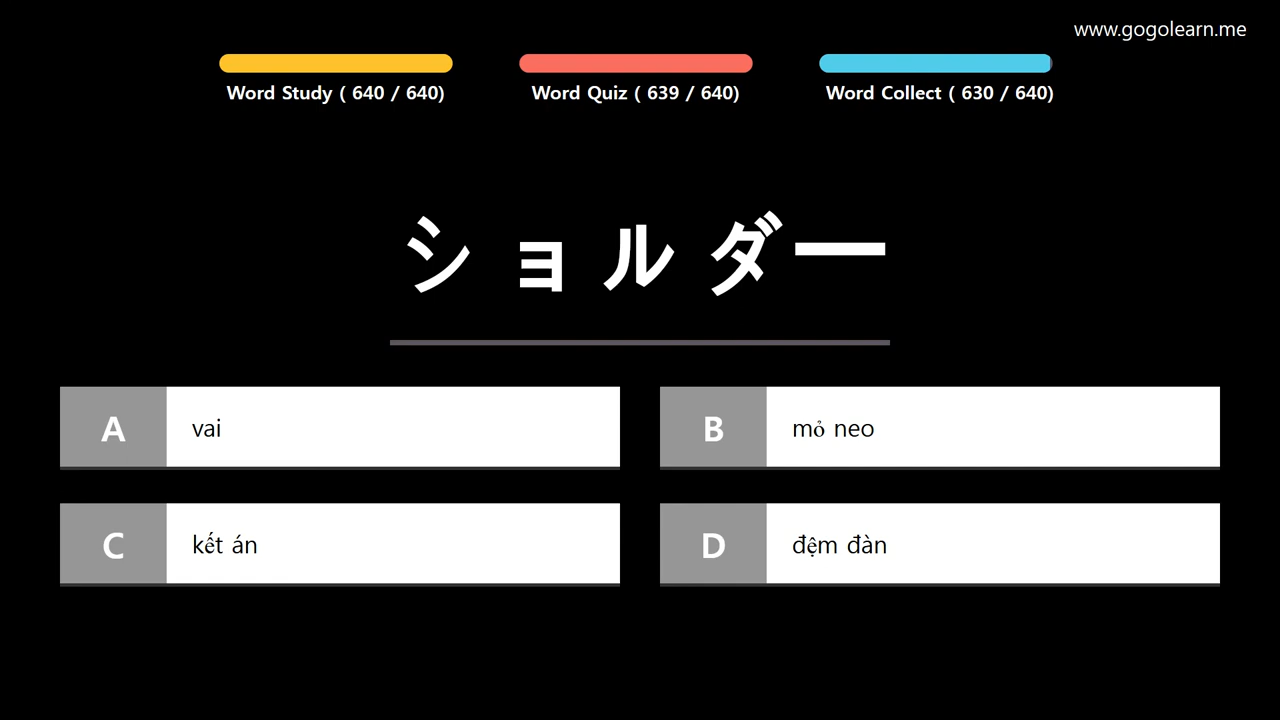 www.gogolearn.me
Word Study ( 640 / 640)
Word Quiz ( 639 / 640)
Word Collect ( 630 / 640)
ショルダー
A vai
B mỏ neo
C kết án
D đệm đàn